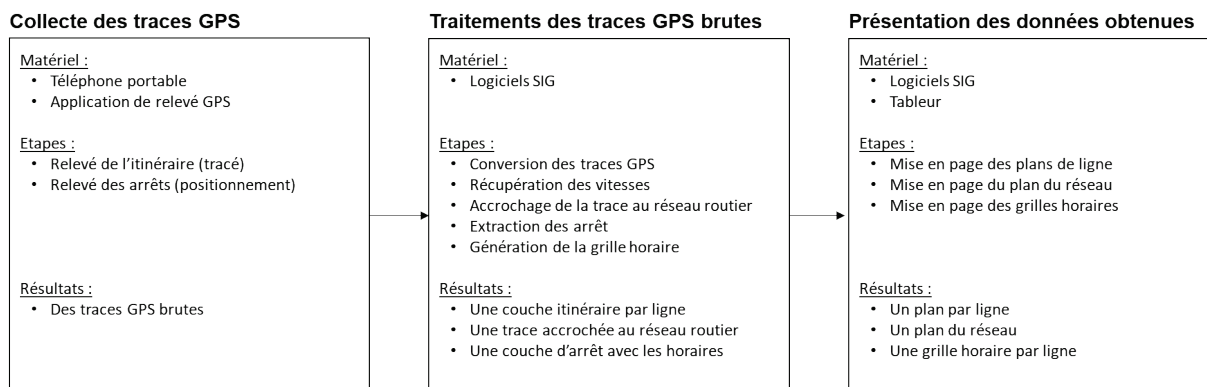 Collecte des traces GPS
Matériel :
• Téléphone portable
• Application de relevé GPS
Etapes :
• Relevé de l'itinéraire (tracé)
• Relevé des arrêts (positionnement)
Résultats :
• Des traces GPS brutes
Traitements des traces GPS brutes
Matériel :
• Logiciels SIG
Etapes :
• Conversion des traces GPS
• Récupération des vitesses
• Accrochage de la trace au réseau routier
• Extraction des arrêt
• Génération de la grille horaire
Résultats :
• Une couche itinéraire par ligne
• Une trace accrochée au réseau routier
• Une couche d'arrêt avec les horaires
Présentation des données obtenues
Matériel :
• Logiciels SIG
• Tableur
Etapes :
• Mise en page des plans de ligne
• Mise en page du plan du réseau
• Mise en page des grilles horaires
Résultats :
• Un plan par ligne
• Un plan du réseau
• Une grille horaire par ligne